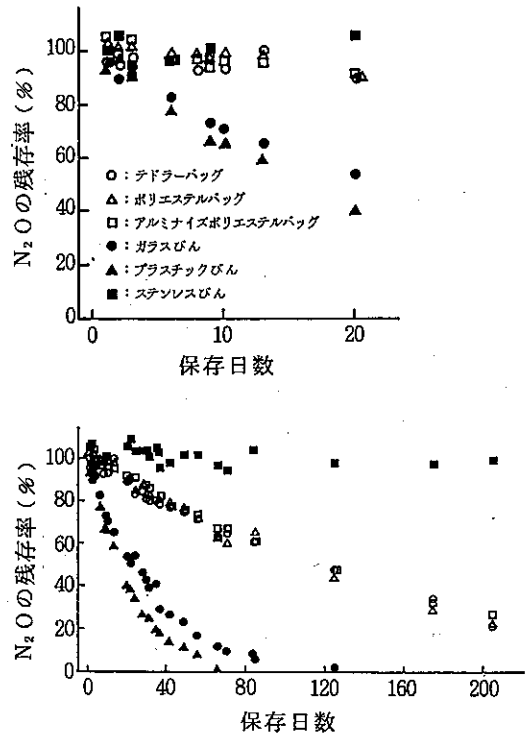 N₂Oの残存率(%)
100
80
60
40
20
0
○:テドラーバッグ
△:ポリエステルバッグ
□:アルミナイズポリエステルバッグ
●:ガラスびん
▲:プラスチックびん
■:ステンレスびん
0 10 20
保存日数
N₂Oの残存率(%)
100
80
60
40
20
0
0 40 80 120 160 200
保存日数